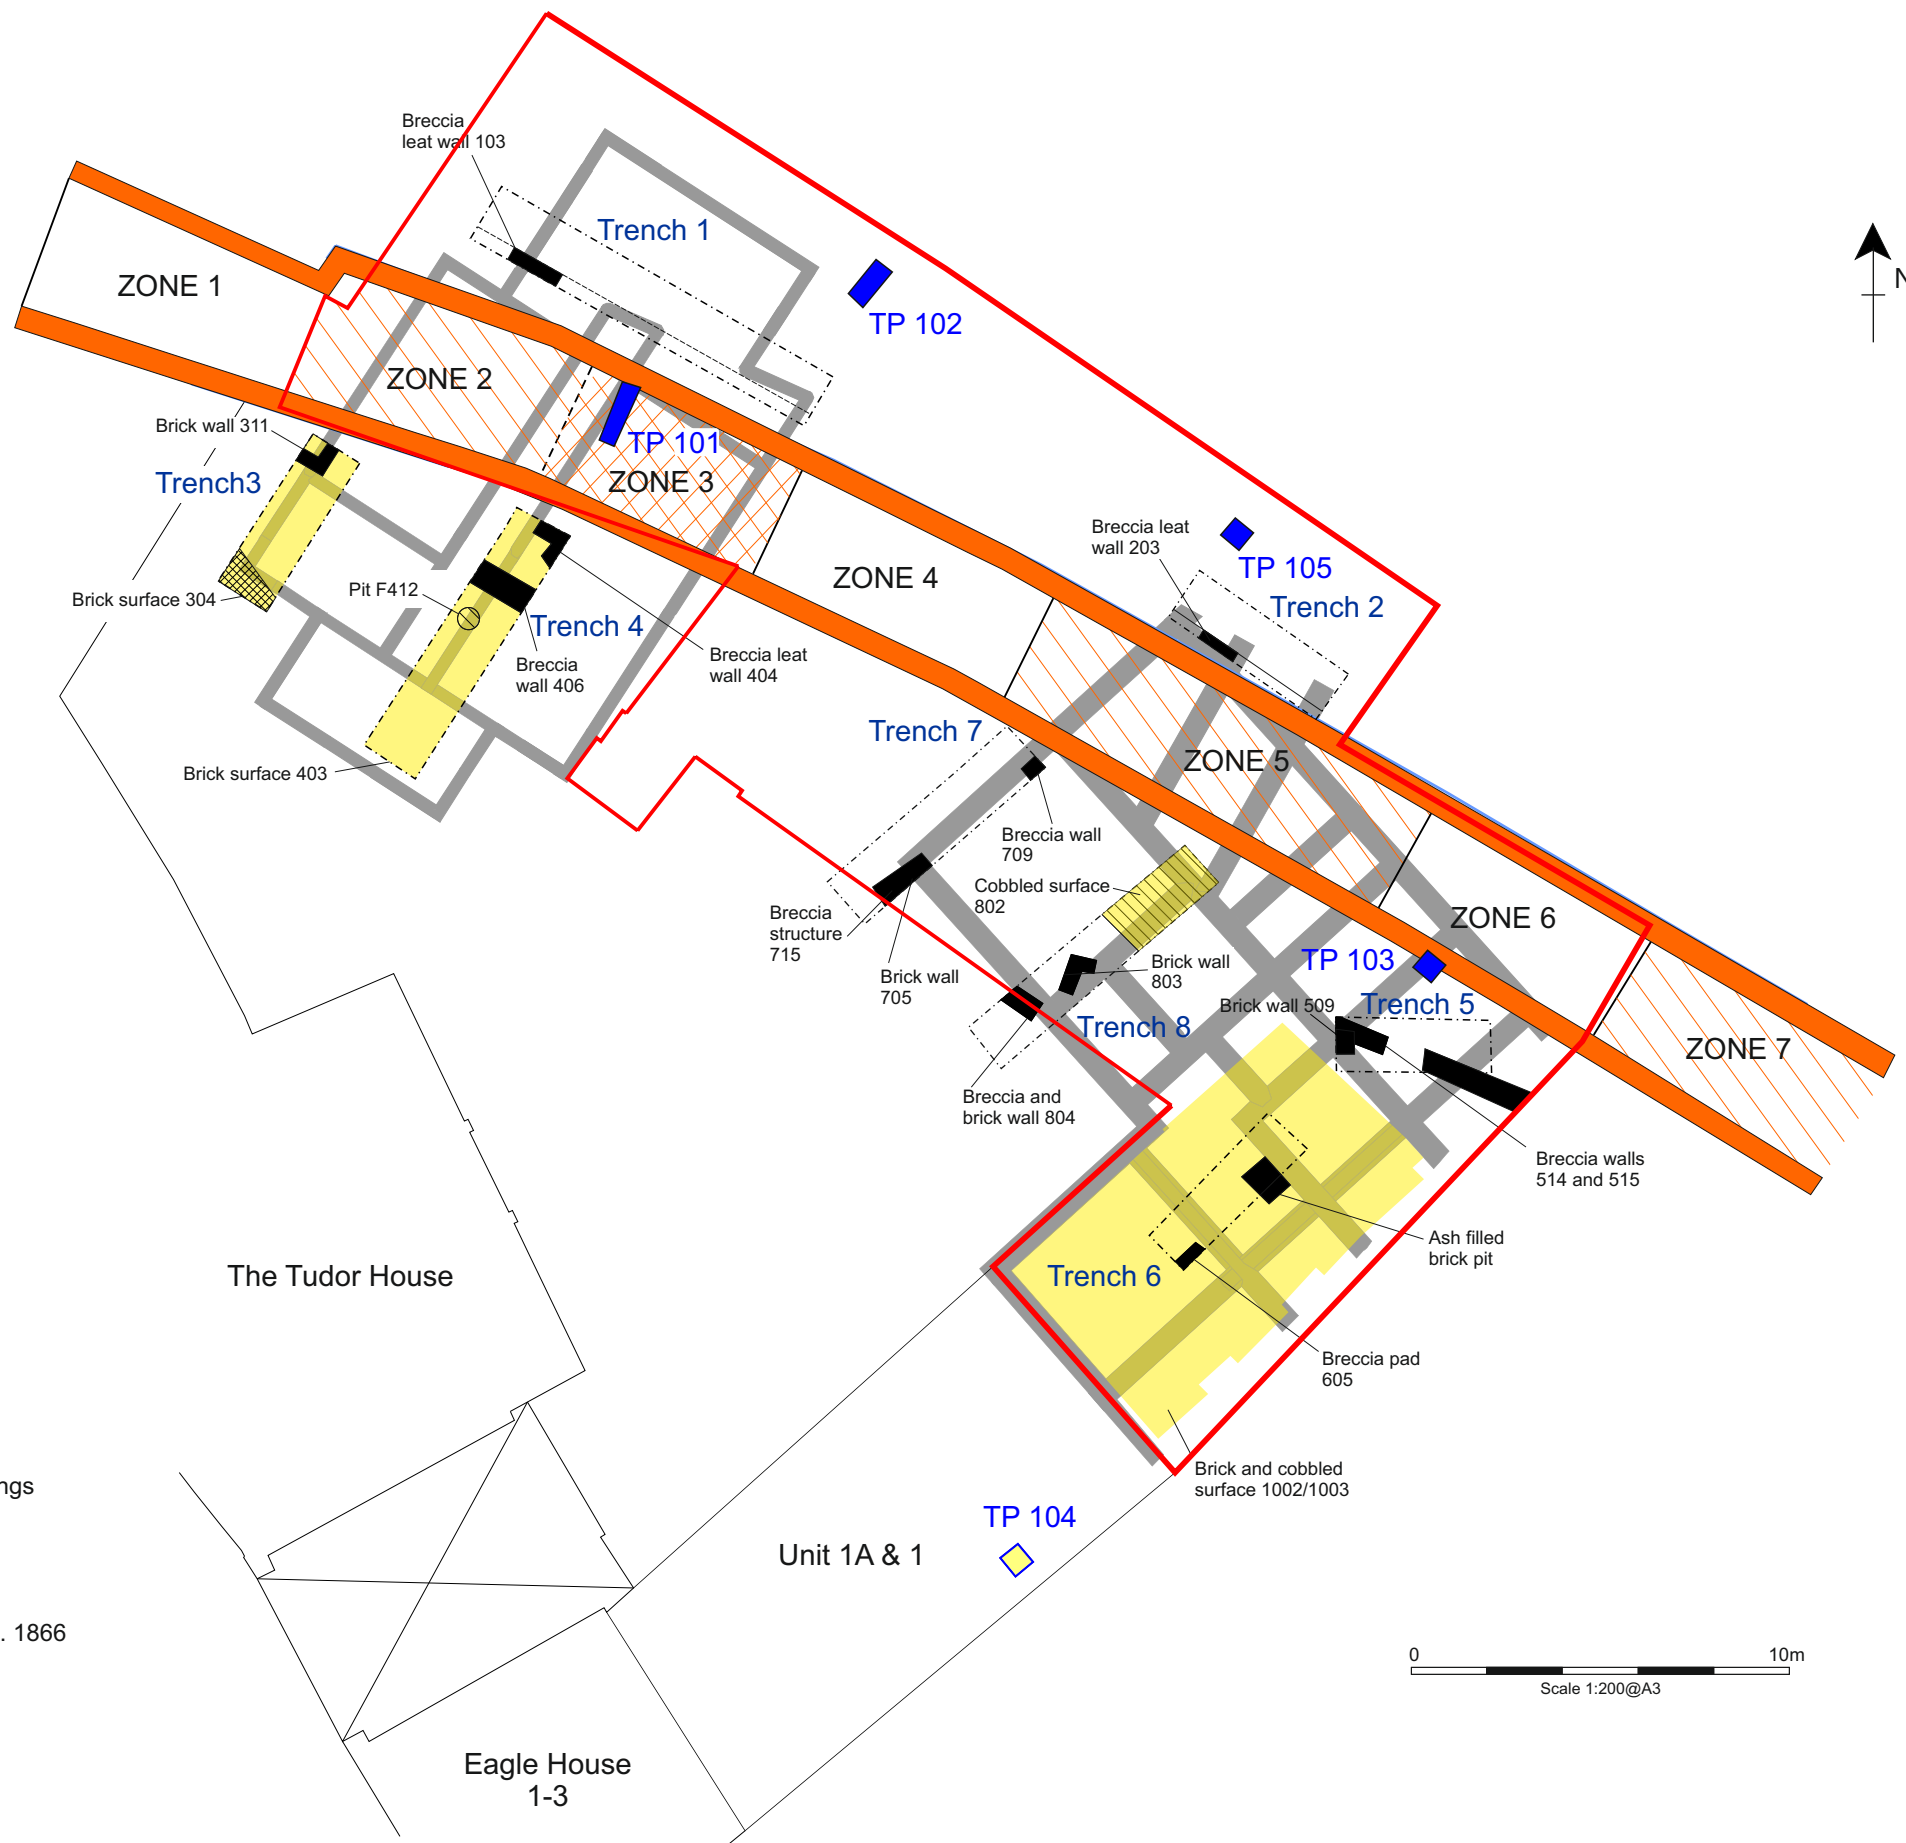 Breccia
leat wall 103
Trench 1
ZONE 1
N
TP 102
ZONE 2
Brick wall 311
TP 101
ZONE 3
Trench3
Breccia leat
wall 203
TP 105
ZONE 4
Pit F412
Brick surface 304
Trench 2
Trench 4
Breccia
wall 406
Breccia leat
wall 404
Trench 7
ZONE 5
Brick surface 403
Breccia wall
709
Cobbled surface
802
Breccia
structure
715
ZONE 6
Brick wall
705
Brick wall
803
TP 103
Brick wall 509
Trench 5
Trench 8
ZONE 7
Breccia and
brick wall 804
Breccia walls
514 and 515
Ash filled
brick pit
The Tudor House
Trench 6
Breccia pad
605
Brick and cobbled
surface 1002/1003
ngs
TP 104
Unit 1A & 1
. 1866
0 10m
Scale 1:200@A3
Eagle House
1-3